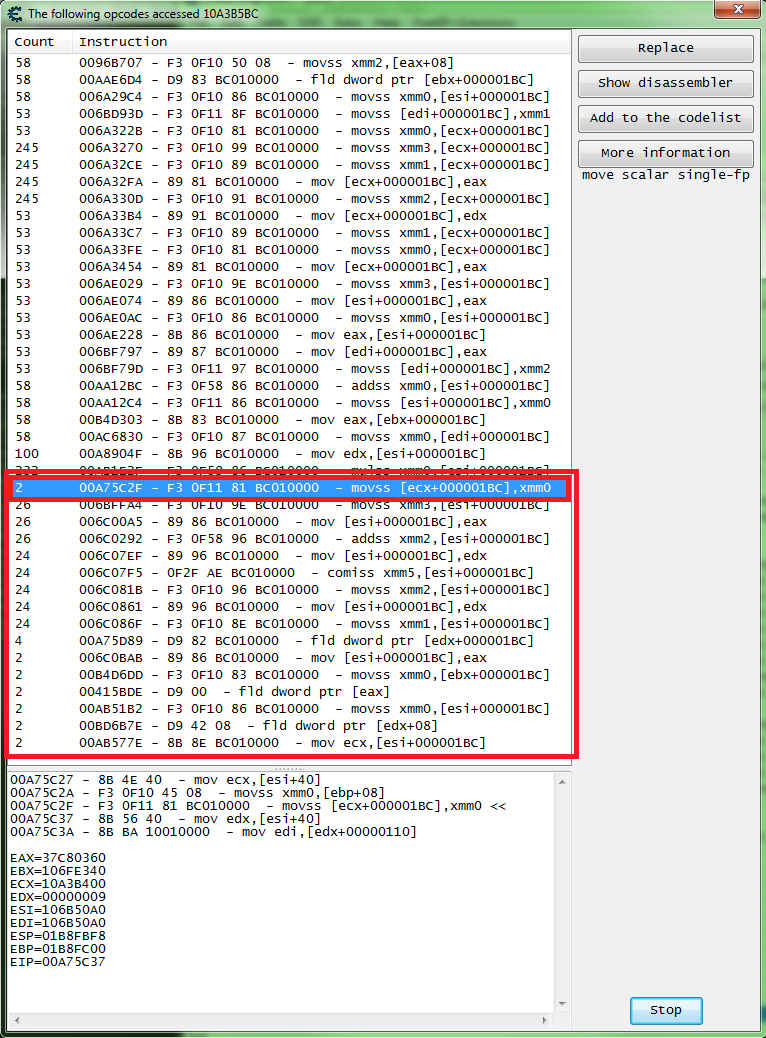 The following opcodes accessed 10A3B5BC
Count Instruction
58 0096B707 - F3 0F10 50 08 - movss xmm2,[eax+08]
58 00AAE6D4 - D9 83 BC010000 - fld dword ptr [ebx+000001BC]
58 006A29C4 - F3 0F10 86 BC010000 - movss xmm0,[esi+000001BC]
53 006BD93D - F3 0F11 8F BC010000 - movss [edi+000001BC],xmm1
53 006A322B - F3 0F10 81 BC010000 - movss xmm0,[ecx+000001BC]
245 006A3270 - F3 0F10 99 BC010000 - movss xmm3,[ecx+000001BC]
245 006A32CE - F3 0F10 89 BC010000 - movss xmm1,[ecx+000001BC]
245 006A32FA - 89 81 BC010000 - mov [ecx+000001BC],eax
245 006A330D - F3 0F10 91 BC010000 - movss xmm2,[ecx+000001BC]
53 006A33B4 - 89 91 BC010000 - mov [ecx+000001BC],edx
53 006A33C7 - F3 0F10 89 BC010000 - movss xmm1,[ecx+000001BC]
53 006A33FE - F3 0F10 81 BC010000 - movss xmm0,[ecx+000001BC]
53 006A3454 - 89 81 BC010000 - mov [ecx+000001BC],eax
53 006AE029 - F3 0F10 9E BC010000 - movss xmm3,[esi+000001BC]
53 006AE074 - 89 86 BC010000 - mov [esi+000001BC],eax
53 006AE0AC - F3 0F10 86 BC010000 - movss xmm0,[esi+000001BC]
53 006AE228 - 8B 86 BC010000 - mov eax,[esi+000001BC]
53 006BF797 - 89 87 BC010000 - mov [edi+000001BC],eax
53 006BF79D - F3 0F11 97 BC010000 - movss [edi+000001BC],xmm2
58 00AA12BC - F3 0F58 86 BC010000 - addss xmm0,[esi+000001BC]
58 00AA12C4 - F3 0F11 86 BC010000 - movss [esi+000001BC],xmm0
58 00B4D303 - 8B 83 BC010000 - mov eax,[ebx+000001BC]
58 00AC6830 - F3 0F10 87 BC010000 - movss xmm0,[edi+000001BC]
100 00A8904F - 8B 96 BC010000 - mov edx,[esi+000001BC]
2 00A75C2F - F3 0F11 81 BC010000 - movss [ecx+000001BC],xmm0
26 006BFFA4 - F3 0F10 9E BC010000 - movss xmm3,[esi+000001BC]
26 006C00A5 - 89 86 BC010000 - mov [esi+000001BC],eax
26 006C0292 - F3 0F58 96 BC010000 - addss xmm2,[esi+000001BC]
24 006C07EF - 89 96 BC010000 - mov [esi+000001BC],edx
24 006C07F5 - 0F2F AE BC010000 - comiss xmm5,[esi+000001BC]
24 006C081B - F3 0F10 96 BC010000 - movss xmm2,[esi+000001BC]
24 006C0861 - 89 96 BC010000 - mov [esi+000001BC],edx
24 006C086F - F3 0F10 8E BC010000 - movss xmm1,[esi+000001BC]
4 00A75D89 - D9 82 BC010000 - fld dword ptr [edx+000001BC]
2 006C0BAB - 89 86 BC010000 - mov [esi+000001BC],eax
2 00B4D6DD - F3 0F10 83 BC010000 - movss xmm0,[ebx+000001BC]
2 00415BDE - D9 00 - fld dword ptr [eax]
2 00AB51B2 - F3 0F10 86 BC010000 - movss xmm0,[esi+000001BC]
2 00BD6B7E - D9 42 08 - fld dword ptr [edx+08]
2 00AB577E - 8B 8E BC010000 - mov ecx,[esi+000001BC]
Replace
Show disassembler
Add to the codelist
More information
move scalar single-fp
00A75C27 - 8B 4E 40 - mov ecx,[esi+40]
00A75C2A - F3 0F10 45 08 - movss xmm0,[ebp+08]
00A75C2F - F3 0F11 81 BC010000 - movss [ecx+000001BC],xmm0 <<
00A75C37 - 8B 56 40 - mov edx,[esi+40]
00A75C3A - 8B BA 10010000 - mov edi,[edx+00000110]
EAX=37C80360
EBX=106FE340
ECX=10A3B400
EDX=00000009
ESI=106B50A0
EDI=106B50A0
ESP=01B8FBF8
EBP=01B8FC00
EIP=00A75C37
Stop